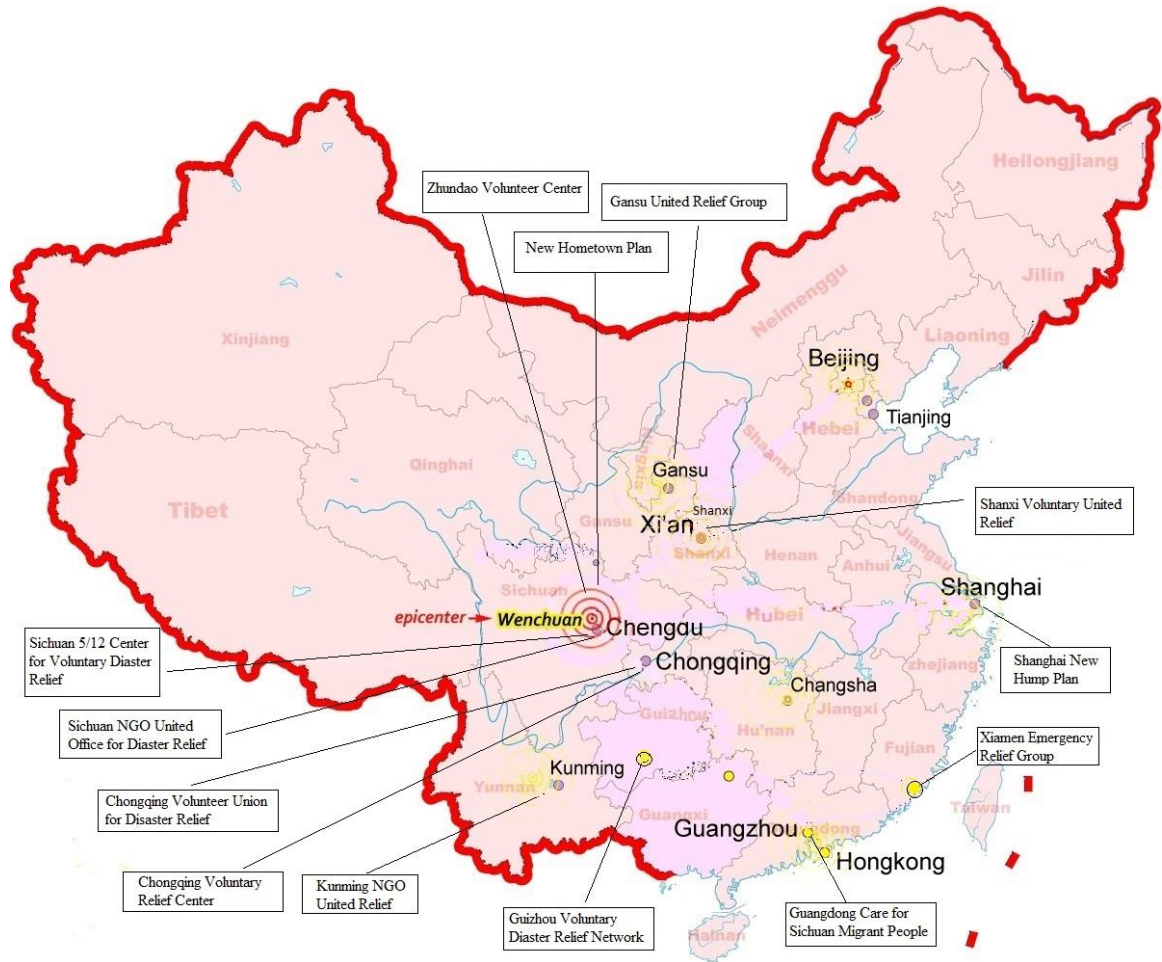 Heilongjiang
Zhundao Volunteer Center
Gansu United Relief Group
New Hometown Plan
Jilin
Neimenggu
Liaoning
Xinjiang
Beijing
Tianjing
Hebei
Shaanxi
Ningxia
Qinghai
Gansu
Shandong
Tibet
Gansu
Shanxi
Xi'an
Shanxi
Shanxi Voluntary United
Relief
Henan
Jiangsu
Anhui
Sichuan
Shanghai
Hubei
epicenter
Wenchuan
Chengdu
Sichuan 5/12 Center
for Voluntary Diaster
Relief
Chongqing
zhejiang
Shanghai New
Hump Plan
Changsha
Jiangxi
Guizhou
Hu'nan
Sichuan NGO United
Office for Diaster Relief
Fujian
Xiamen Emergency
Relief Group
Kunming
Yunnan
Taiwan
Chongqing Volunteer Union
for Disaster Relief
Guangxi
Guangzhou
Hongkong
Chongqing Voluntary
Relief Center
Kunming NGO
United Relief
Guizhou Voluntary
Diaster Relief Network
Guangdong Care for
Sichuan Migrant People
Hainan